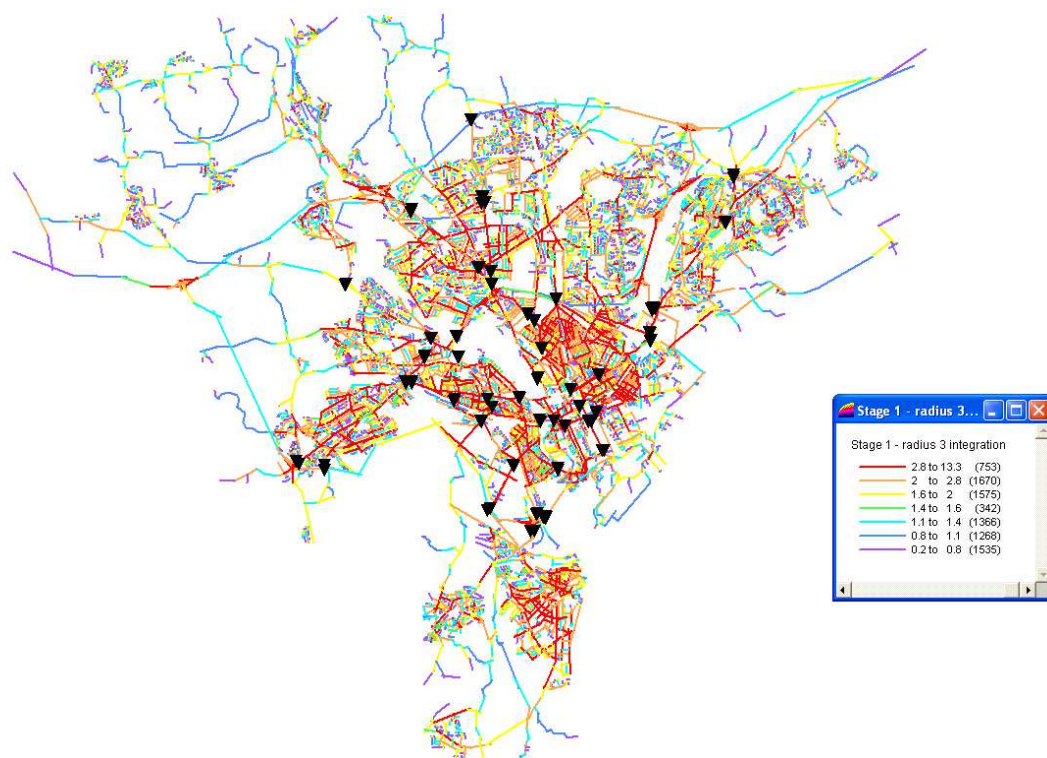 Stage 1 - radius 3...
Stage 1 - radius 3 integration
2.8 to 13.3 (753)
2 to 2.8 (1670)
1.6 to 2 (1575)
1.4 to 1.6 (342)
1.1 to 1.4 (1366)
0.8 to 1.1 (1268)
0.2 to 0.8 (1535)